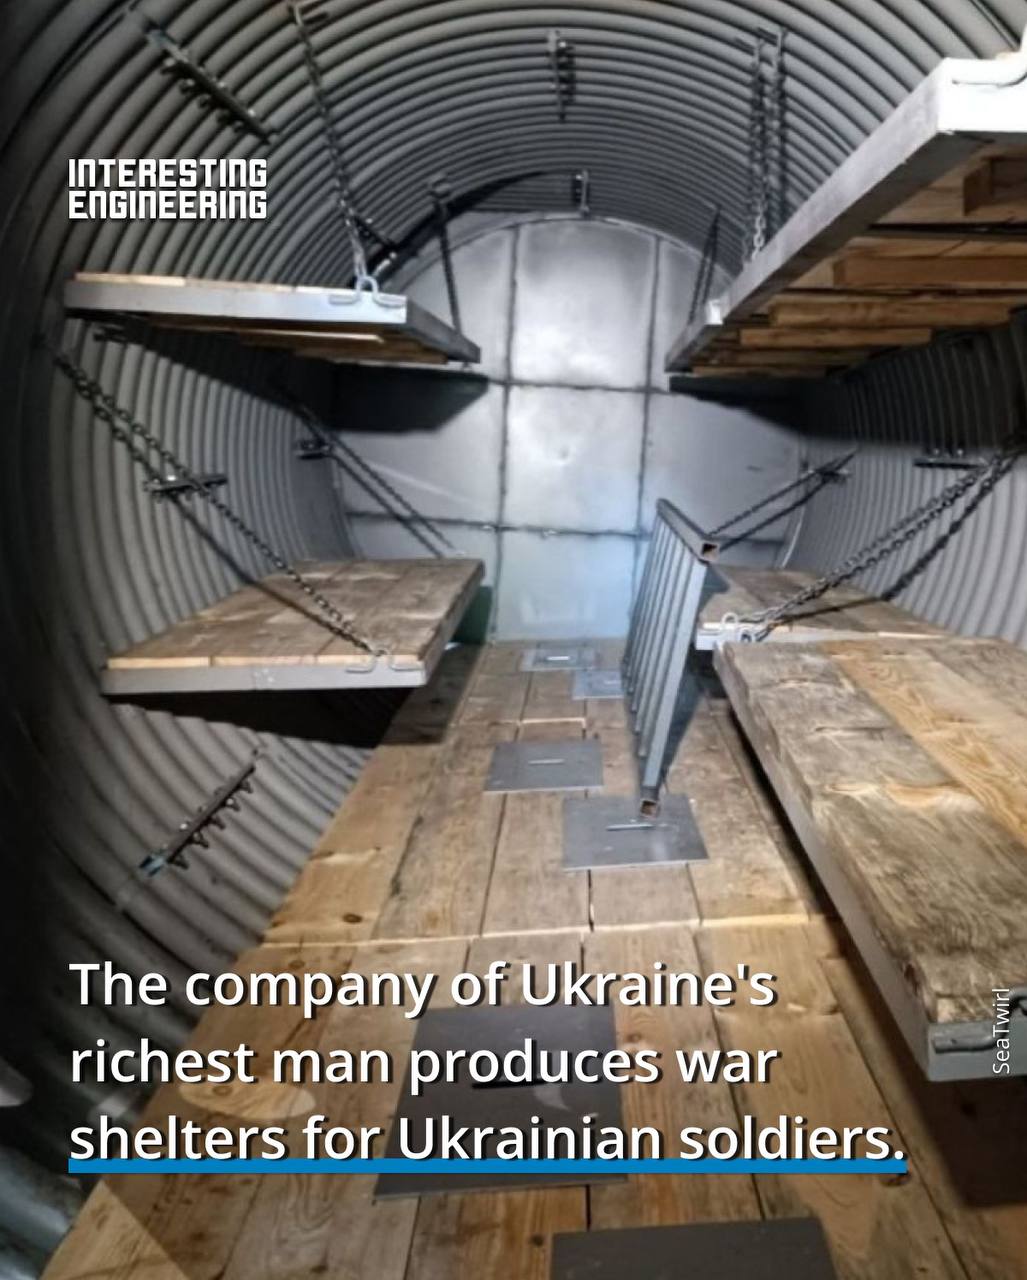 INTERESTING
ENGINEERING
The company of Ukraine's
richest man produces war
shelters for Ukrainian soldiers.
SeaTwirl